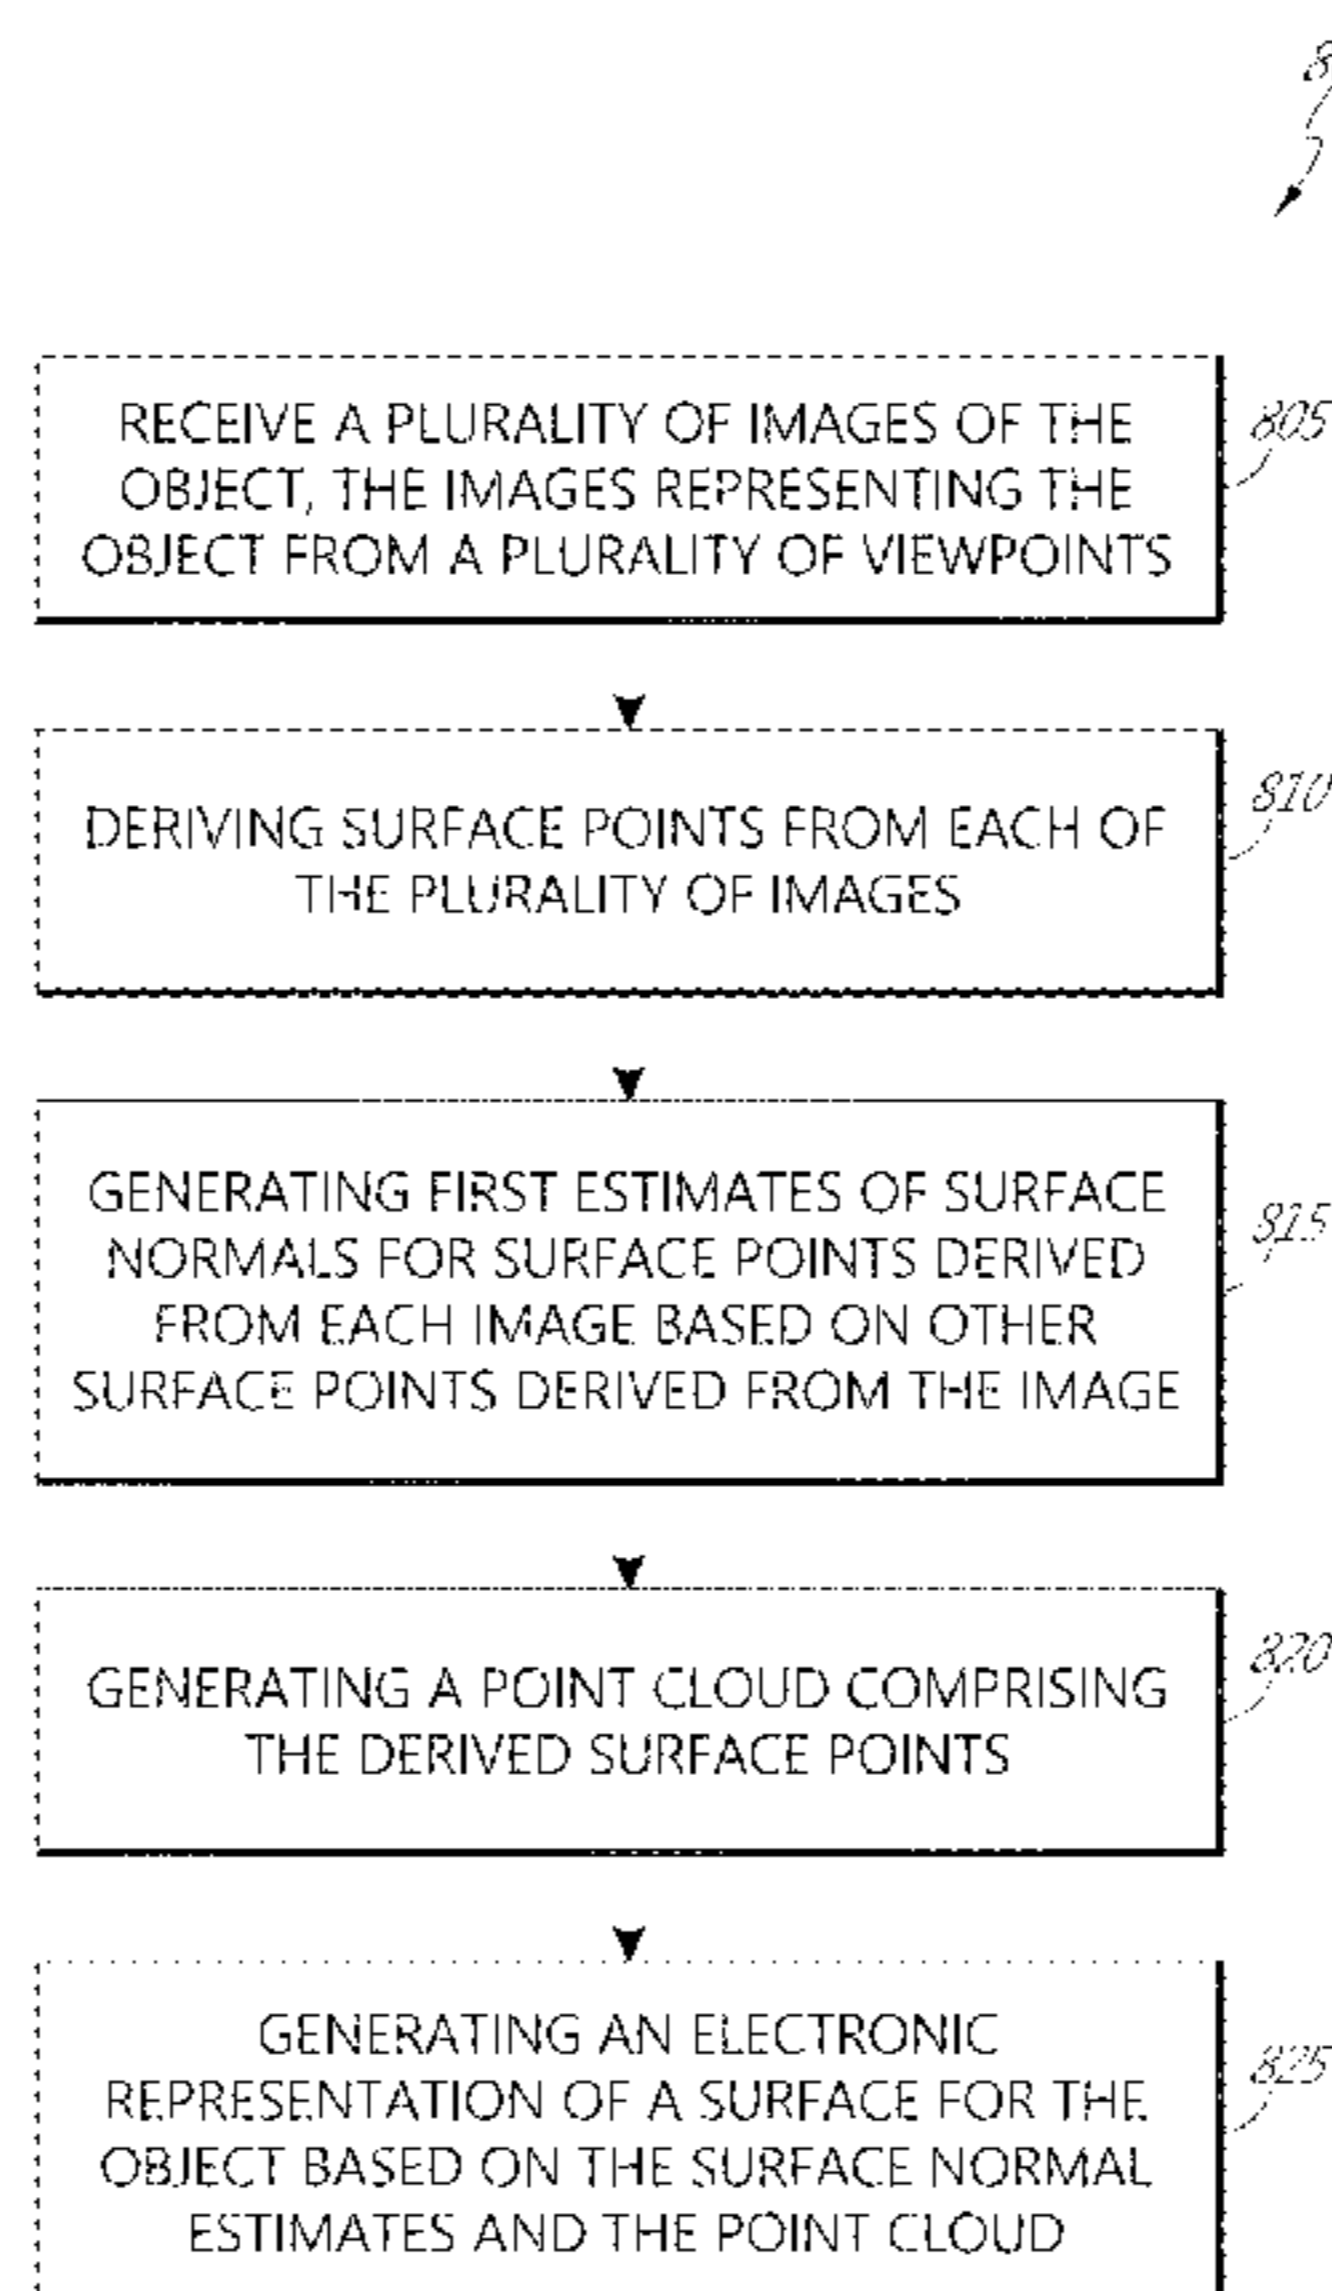 RECEIVE A PLURALITY OF IMAGES OF THE
OBJECT, THE IMAGES REPRESENTING THE
OBJECT FROM A PLURALITY OF VIEWPOINTS
805
DERIVING SURFACE POINTS FROM EACH OF
THE PLURALITY OF IMAGES
810
GENERATING FIRST ESTIMATES OF SURFACE
NORMALS FOR SURFACE POINTS DERIVED
FROM EACH IMAGE BASED ON OTHER
SURFACE POINTS DERIVED FROM THE IMAGE
815
GENERATING A POINT CLOUD COMPRISING
THE DERIVED SURFACE POINTS
820
GENERATING AN ELECTRONIC
REPRESENTATION OF A SURFACE FOR THE
OBJECT BASED ON THE SURFACE NORMAL
ESTIMATES AND THE POINT CLOUD
825